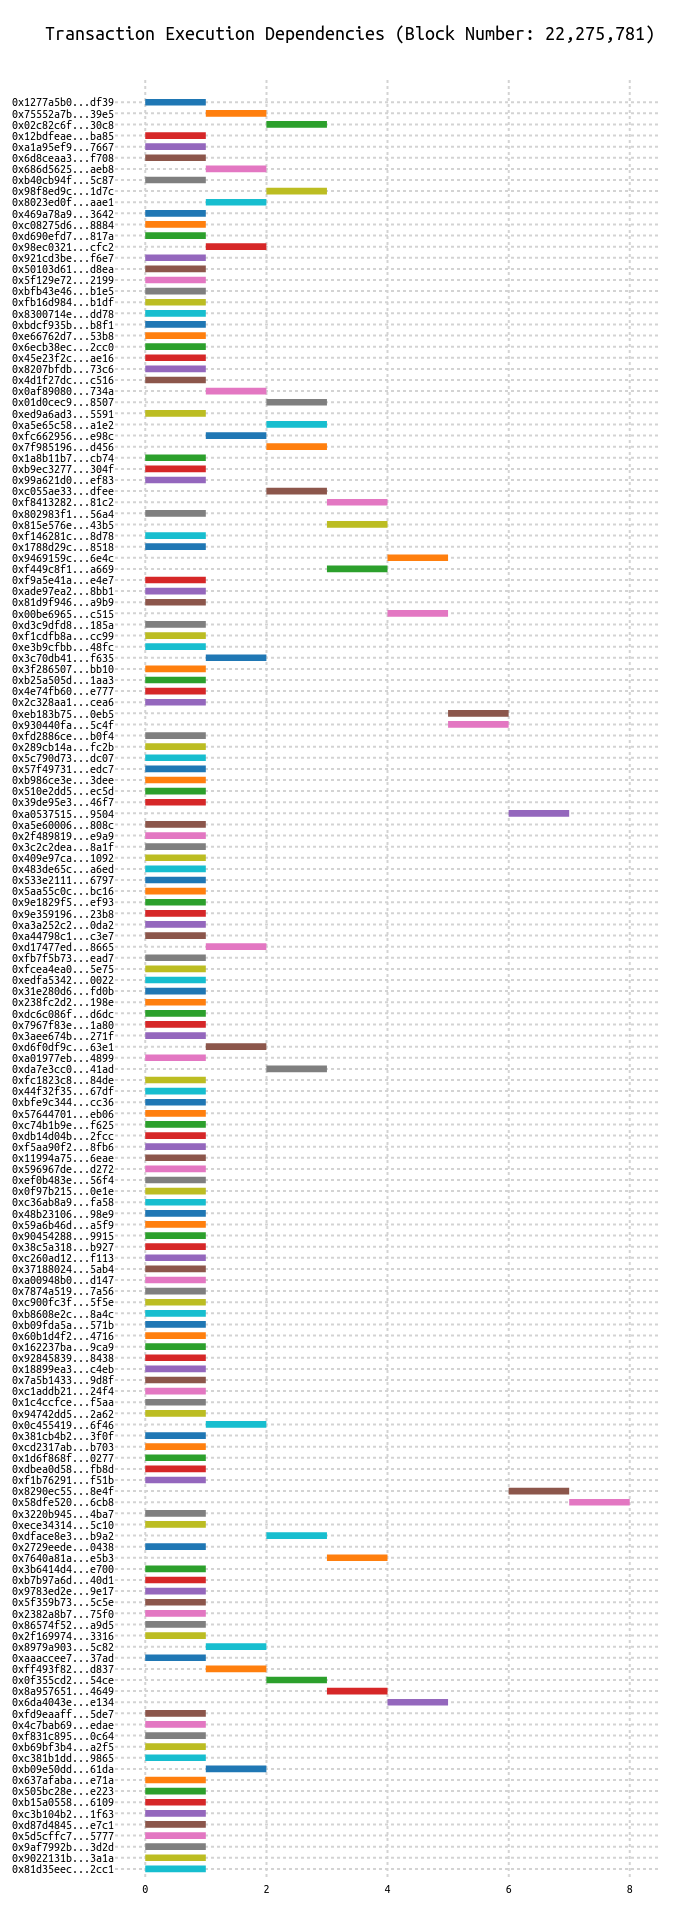 Transaction Execution Dependencies (Block Number: 22,275,781)
0x1277a5b0...df39
0x75552a7b...39e5
0x02c82c6f...30c8
0x12bdfeae...ba85
0xa1a95ef9...7667
0x6d8ceaa3...f708
0x686d5625...aeb8
0xb40cb94f...5c87
0x98f8ed9c...1d7c
0x8023ed0f...aae1
0x469a78a9...3642
0xc08275d6...8884
0xd690efd7...817a
0x98ec0321...cfc2
0x921cd3be...f6e7
0x50103d61...d8ea
0x5f129e72...2199
0xbfb43e46...b1e5
0xfb16d984...b1df
0x8300714e...dd78
0xbdcf935b...b8f1
0xe66762d7...53b8
0x6ecb38ec...2cc0
0x45e23f2c...ae16
0x8207bfdb...73c6
0x4d1f27dc...c516
0x0af89080...734a
0x01d0cec9...8507
0xed9a6ad3...5591
0xa5e65c58...a1e2
0xfc662956...e98c
0x7f985196...d456
0x1a8b11b7...cb74
0xb9ec3277...304f
0x99a621d0...ef83
0xc055ae33...dfee
0xf8413282...81c2
0x802983f1...56a4
0x815e576e...43b5
0xf146281c...8d78
0x1788d29c...8518
0x9469159c...6e4c
0xf449c8f1...a669
0xf9a5e41a...e4e7
0xade97ea2...8bb1
0x81d9f946...a9b9
0x00be6965...c515
0xd3c9dfd8...185a
0xf1cdfb8a...cc99
0xe3b9cfbb...48fc
0x3c70db41...f635
0x3f286507...bb10
0xb25a505d...1aa3
0x4e74fb60...e777
0x2c328aa1...cea6
0xeb183b75...0eb5
0x930440fa...5c4f
0xfd2886ce...b0f4
0x289cb14a...fc2b
0x5c790d73...dc07
0x57f49731...edc7
0xb986ce3e...3dee
0x510e2dd5...ec5d
0x39de95e3...46f7
0xa0537515...9504
0xa5e60006...808c
0x2f489819...e9a9
0x3c2c2dea...8a1f
0x409e97ca...1092
0x483de65c...a6ed
0x533e2111...6797
0x5aa55c0c...bc16
0x9e1829f5...ef93
0x9e359196...23b8
0xa3a252c2...0da2
0xa44798c1...c3e7
0xd17477ed...8665
0xfb7f5b73...ead7
0xfcea4ea0...5e75
0xedfa5342...0022
0x31e280d6...fd0b
0x238fc2d2...198e
0xdc6c086f...d6dc
0x7967f83e...1a80
0x3aee674b...271f
0xd6f0df9c...63e1
0xa01977eb...4899
0xda7e3cc0...41ad
0xfc1823c8...84de
0x44f32f35...67df
0xbfe9c344...cc36
0x57644701...eb06
0xc74b1b9e...f625
0xdb14d04b...2fcc
0xf5aa90f2...8fb6
0x11994a75...6eae
0x596967de...d272
0xef0b483e...56f4
0x0f97b215...0e1e
0xc36ab8a9...fa58
0x48b23106...98e9
0x59a6b46d...a5f9
0x90454288...9915
0x38c5a318...b927
0xc260ad12...f113
0x37188024...5ab4
0xa00948b0...d147
0x7874a519...7a56
0xc900fc3f...5f5e
0xb8608e2c...8a4c
0xb09fda5a...571b
0x60b1d4f2...4716
0x162237ba...9ca9
0x92845839...8438
0x18899ea3...c4eb
0x7a5b1433...9d8f
0xc1addb21...24f4
0x1c4ccfce...f5aa
0x94742dd5...2a62
0x0c455419...6f46
0x381cb4b2...3f0f
0xcd2317ab...b703
0x1d6f868f...0277
0xdbea0d58...fb8d
0xf1b76291...f51b
0x8290ec55...8e4f
0x58dfe520...6cb8
0x3220b945...4ba7
0xece34314...5c10
0xdface8e3...b9a2
0x2729eede...0438
0x7640a81a...e5b3
0x3b6414d4...e700
0xb7b97a6d...40d1
0x9783ed2e...9e17
0x5f359b73...5c5e
0x2382a8b7...75f0
0x86574f52...a9d5
0x2f169974...3316
0x8979a903...5c82
0xaaaccee7...37ad
0xff493f82...d837
0x0f355cd2...54ce
0x8a957651...4649
0x6da4043e...e134
0xfd9eaaff...5de7
0x4c7bab69...edae
0xf831c895...0c64
0xb69bf3b4...a2f5
0xc381b1dd...9865
0xb09e50dd...61da
0x637afaba...e71a
0x505bc28e...e223
0xb15a0558...6109
0xc3b104b2...1f63
0xd87d4845...e7c1
0x5d5cffc7...5777
0x9af7992b...3d2d
0x9022131b...3a1a
0x81d35eec...2cc1
0 2 4 6 8